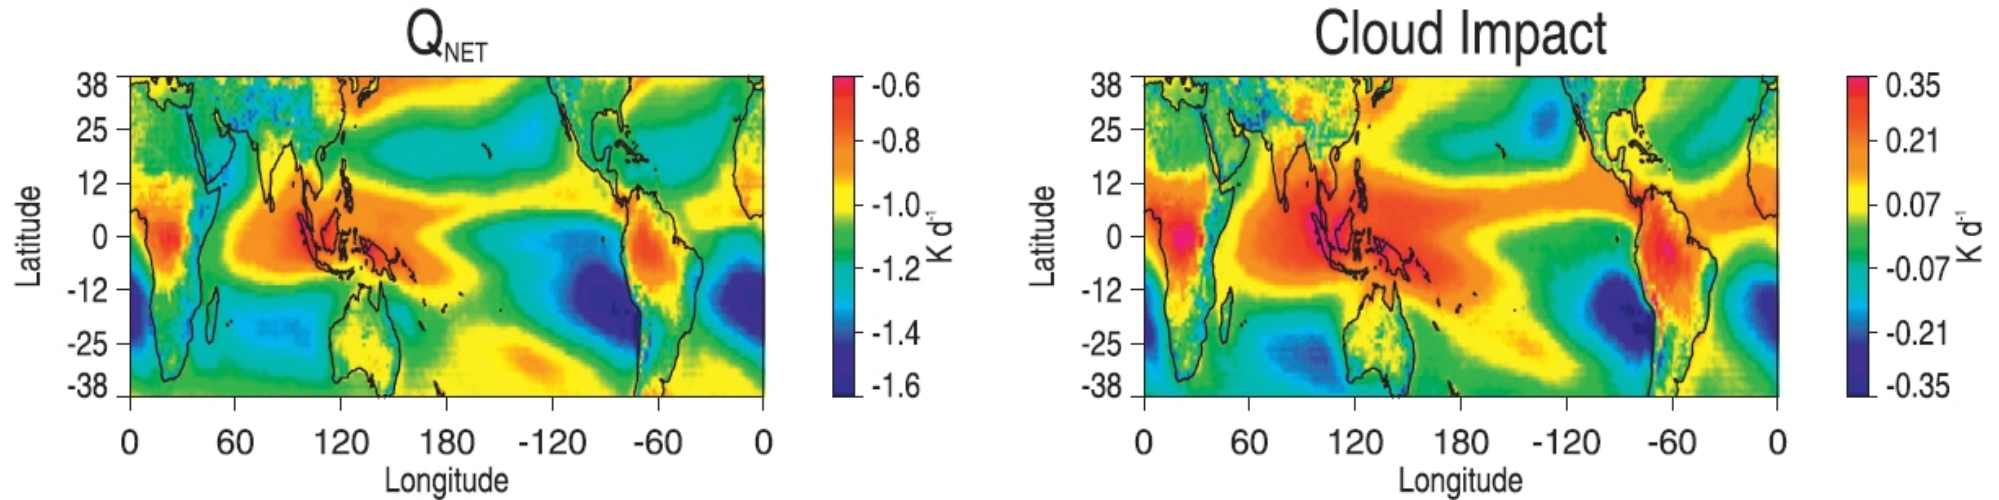 Q_NET
Cloud Impact
38
25
12
0
-12
-25
-38
Latitude
0 60 120 180 -120 -60 0
Longitude
-0.6
-0.8
-1.0
-1.2
-1.4
-1.6
K d⁻¹
38
25
12
0
-12
-25
-38
Latitude
0 60 120 180 -120 -60 0
Longitude
0.35
0.21
0.07
-0.07
-0.21
-0.35
K d⁻¹